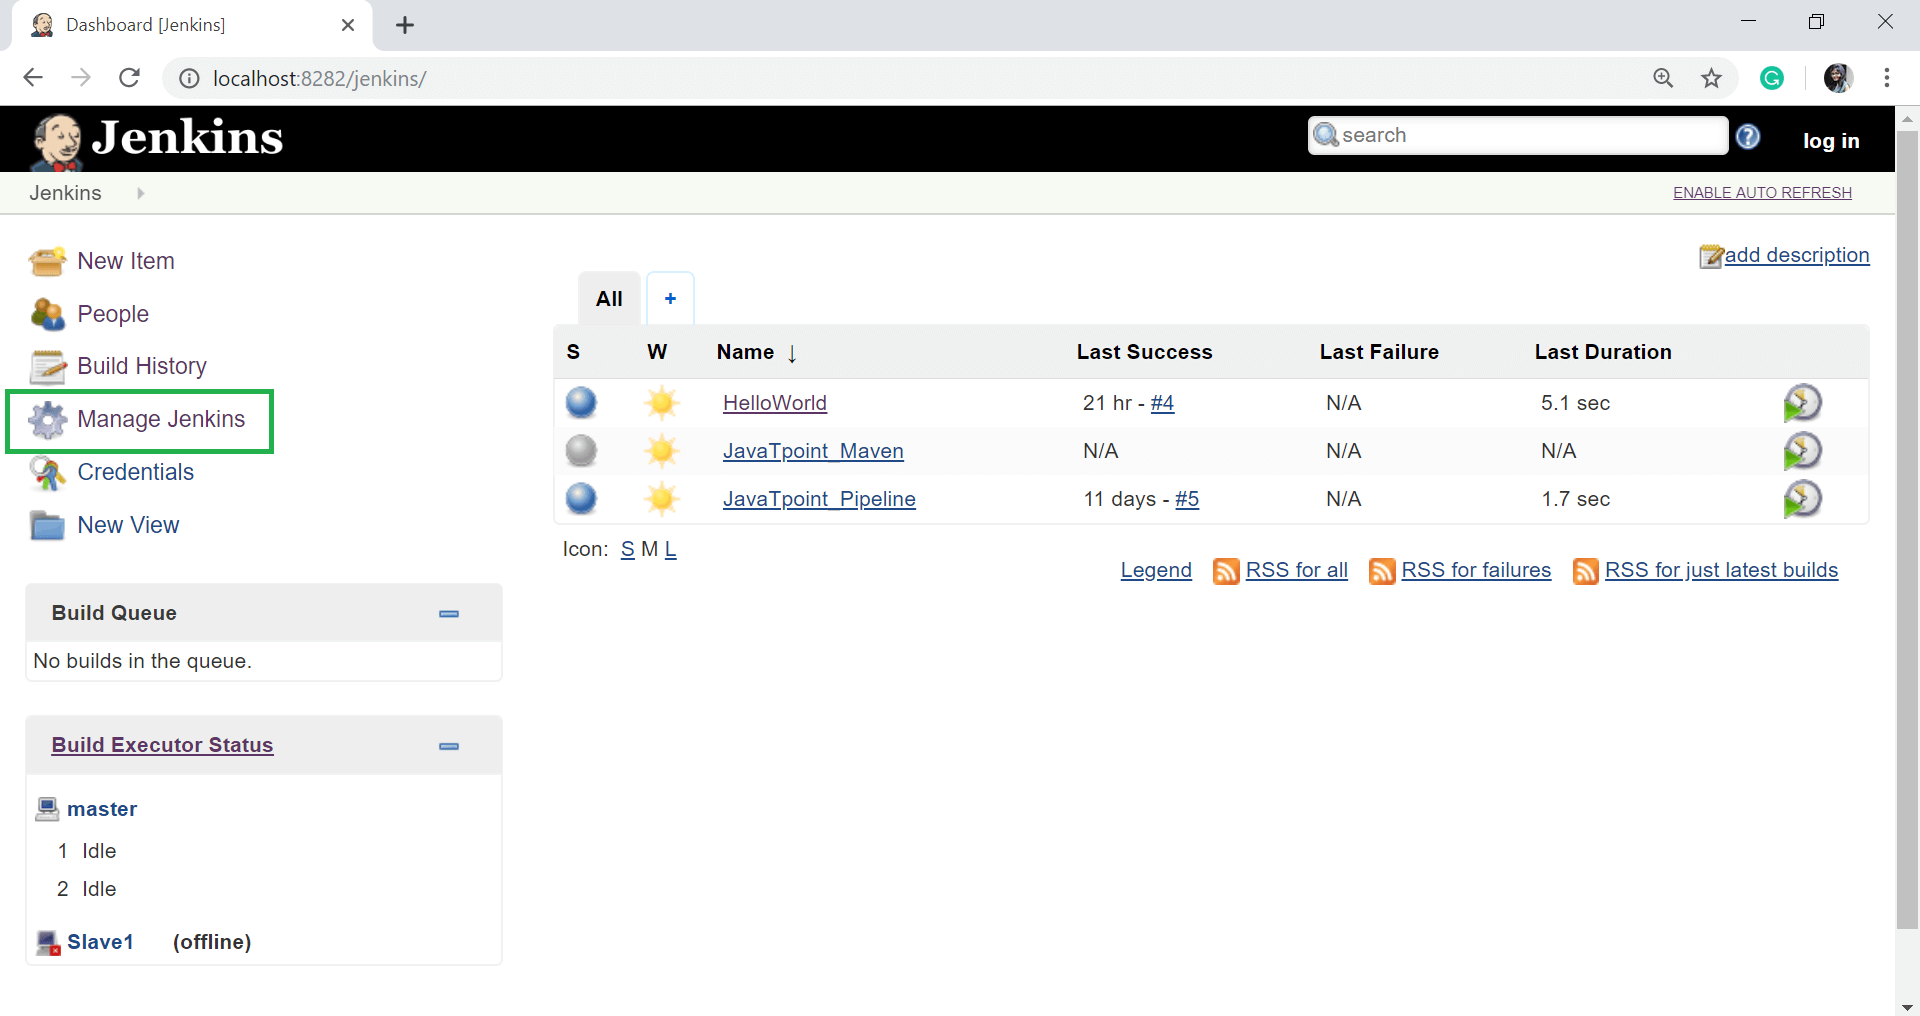 Dashboard [Jenkins]
localhost:8282/jenkins/
Jenkins
search
log in
Jenkins
ENABLE AUTO REFRESH
New Item
People
Build History
Manage Jenkins
Credentials
New View
add description
All +
S W Name ↓ Last Success Last Failure Last Duration
HelloWorld 21 hr - #4 N/A 5.1 sec
JavaTpoint_Maven N/A N/A N/A
JavaTpoint_Pipeline 11 days - #5 N/A 1.7 sec
Icon: S M L
Legend RSS for all RSS for failures RSS for just latest builds
Build Queue
No builds in the queue.
Build Executor Status
master
1 Idle
2 Idle
Slave1 (offline)